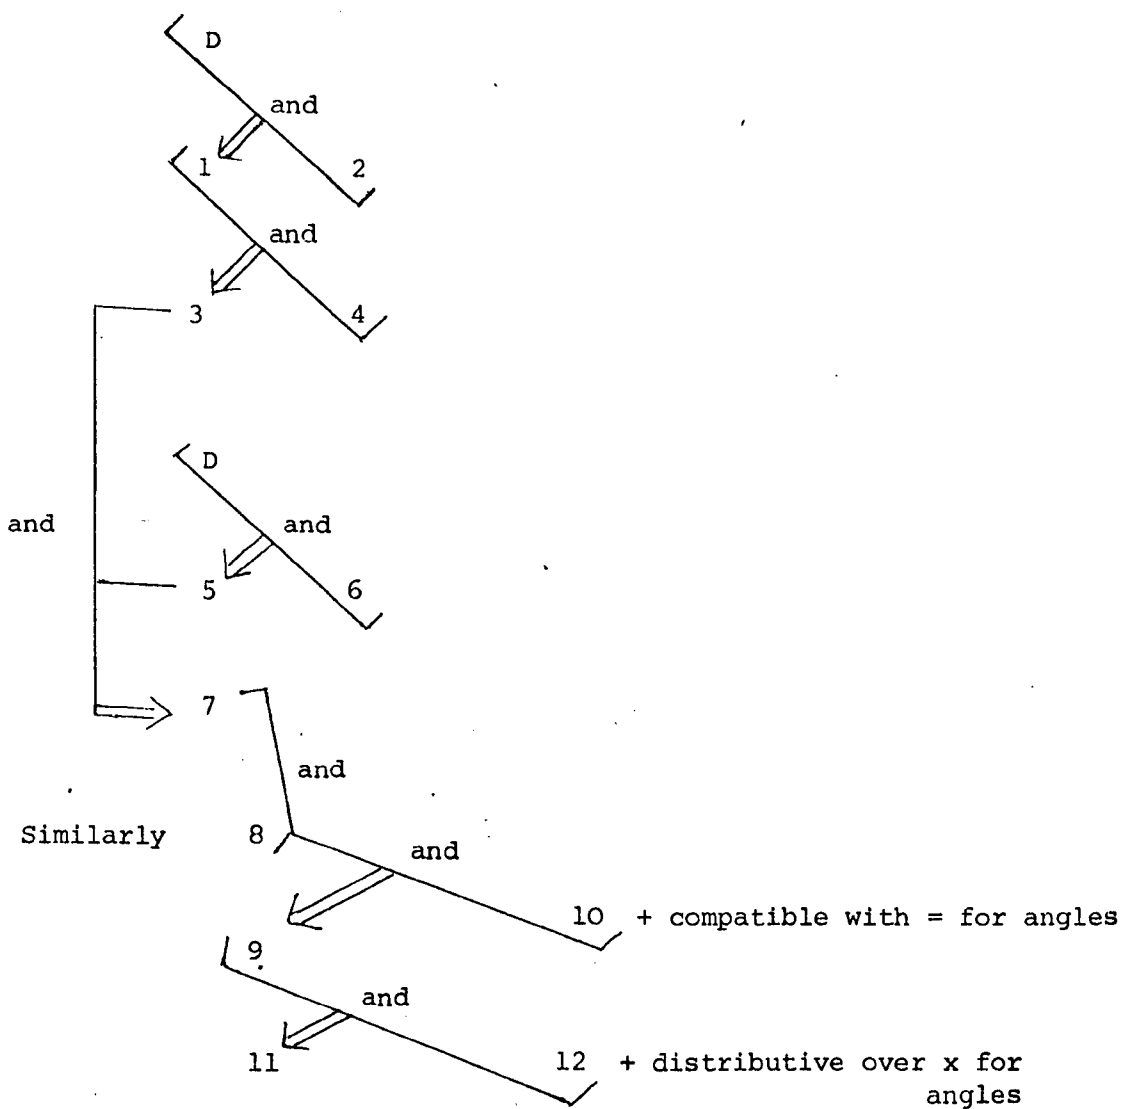 D
and
1 2
and
3 4
D
and and
5 6
7
and
Similarly 8 and
10 + compatible with = for angles
9
and
11 12 + distributive over x for
angles